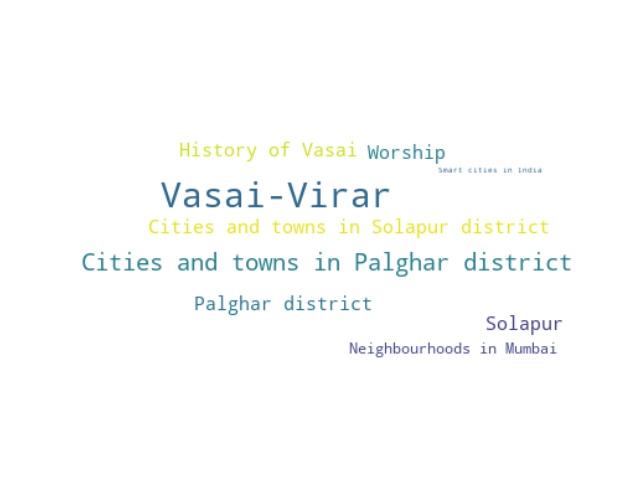 History of Vasai Worship
Smart cities in India
Vasai-Virar
Cities and towns in Solapur district
Cities and towns in Palghar district
Palghar district
Solapur
Neighbourhoods in Mumbai